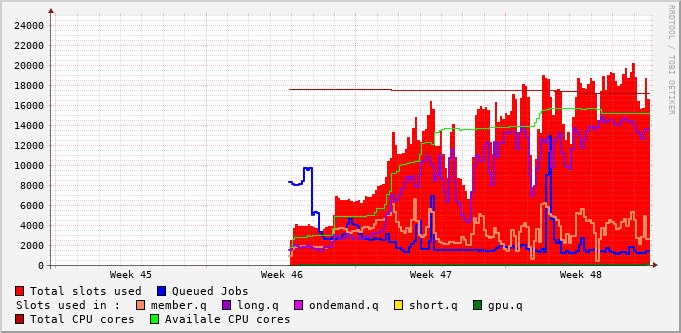 RRDTOOL / TOBI OETIKER
24000
22000
20000
18000
16000
14000
12000
10000
8000
6000
4000
2000
0
Week 45 Week 46 Week 47 Week 48
Total slots used Queued Jobs
Slots used in : member.q long.q ondemand.q short.q gpu.q
Total CPU cores Availale CPU cores